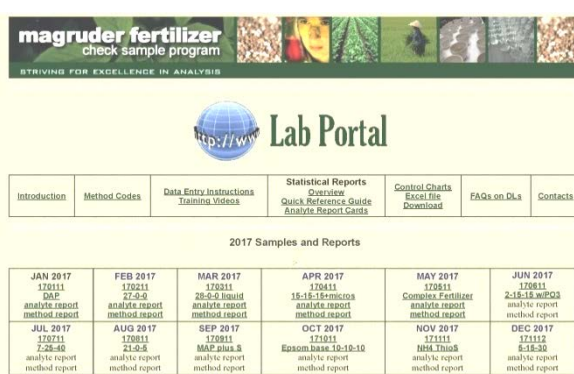 magruder fertilizer
check sample program
STRIVING FOR EXCELLENCE IN ANALYSIS
http://ww
Lab Portal
Introduction
Method Codes
Data Entry Instructions
Training Videos
Statistical Reports
Overview
Quick Reference Guide
Analyte Report Cards
Control Charts
Excel file
Download
FAQs on DLs
Contacts
2017 Samples and Reports
JAN 2017
170111
DAP
analyte report
method report
FEB 2017
170211
27-0-0
analyte report
method report
MAR 2017
170311
28-0-0 liquid
analyte report
method report
APR 2017
170411
15-15-15+micros
analyte report
method report
MAY 2017
170511
Complex Fertilizer
analyte report
method report
JUN 2017
170611
2-15-15 w/PO3
analyte report
method report
JUL 2017
170711
7-25-40
analyte report
method report
AUG 2017
170811
21-0-5
analyte report
method report
SEP 2017
170911
MAP plus S
analyte report
method report
OCT 2017
171011
Epsom base 10-10-10
analyte report
method report
NOV 2017
171111
NH4 ThioS
analyte report
method report
DEC 2017
171112
5-15-30
analyte report
method report